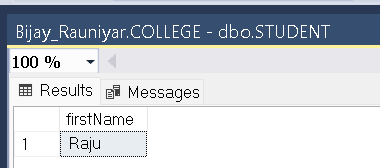 Bijay_Rauniyar.COLLEGE - dbo.STUDENT
100 %
Results Messages
firstName
1 Raju